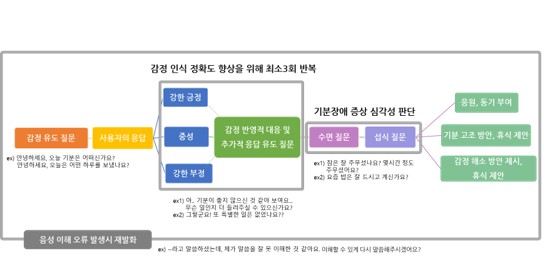 감정 인식 정확도 향상을 위해 최소3회 반복
강한 긍정
중성
강한 부정
감정 유도 질문
사용자의 응답
감정 반영적 대응 및
추가적 응답 유도 질문
기분장애 증상 심각성 판단
수면 질문
섭식 질문
응원, 동기 부여
기분 고조 방안, 휴식 제안
감정 해소 방안 제시,
휴식 제안
ex) 안녕하세요, 오늘 기분은 어떠신가요?
안녕하세요, 오늘은 어떤 하루를 보냈나요?
ex1) 아, 기분이 좋지 않으신 것 같아 보여요...
무슨 일인지 더 들려주실 수 있으신가요?
ex2) 그렇군요! 또 특별한 일은 없었나요??
ex1) 잠은 잘 주무셨나요? 몇시간 정도
주무셨어요?
ex2) 요즘 밥은 잘 드시고 계신가요?
음성 이해 오류 발생시 재발화
ex) ~라고 말씀하셨는데, 제가 말씀을 잘 못 이해한 것 같아요. 이해할 수 있게 다시 말씀해주시겠어요?